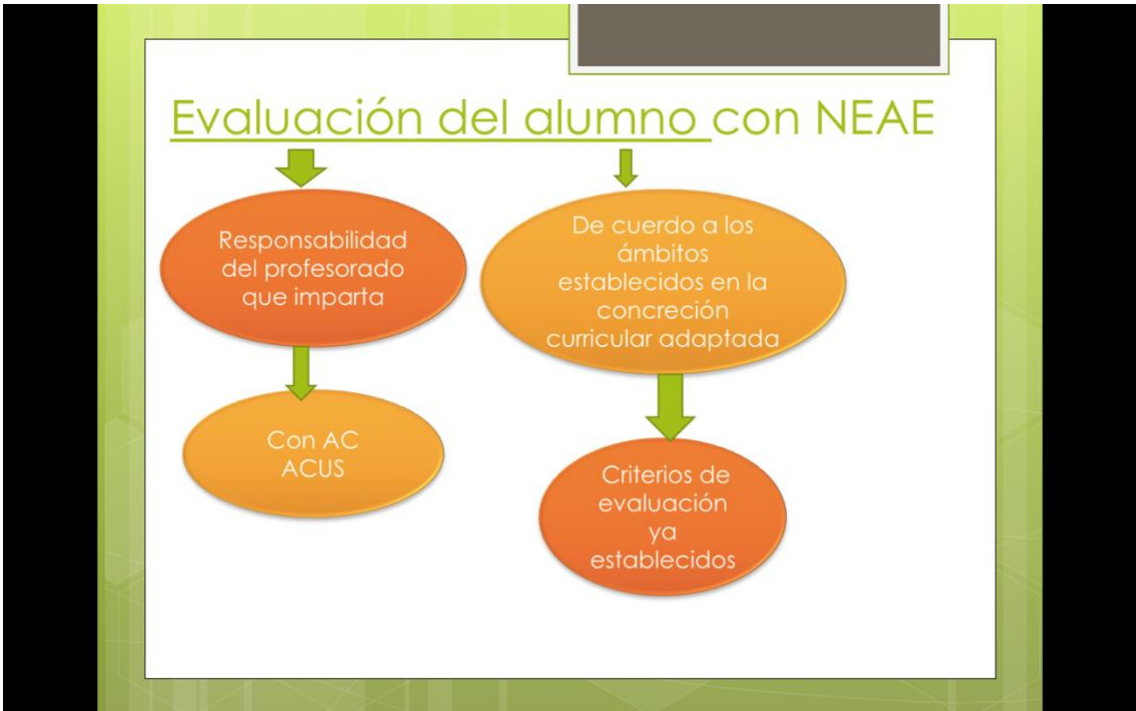 Evaluación del alumno con NEAE
Responsabilidad
del profesorado
que imparta
Con AC
ACUS
De cuerdo a los
ámbitos
establecidos en la
concreción
curricular adaptada
Criterios de
evaluación
ya
establecidos